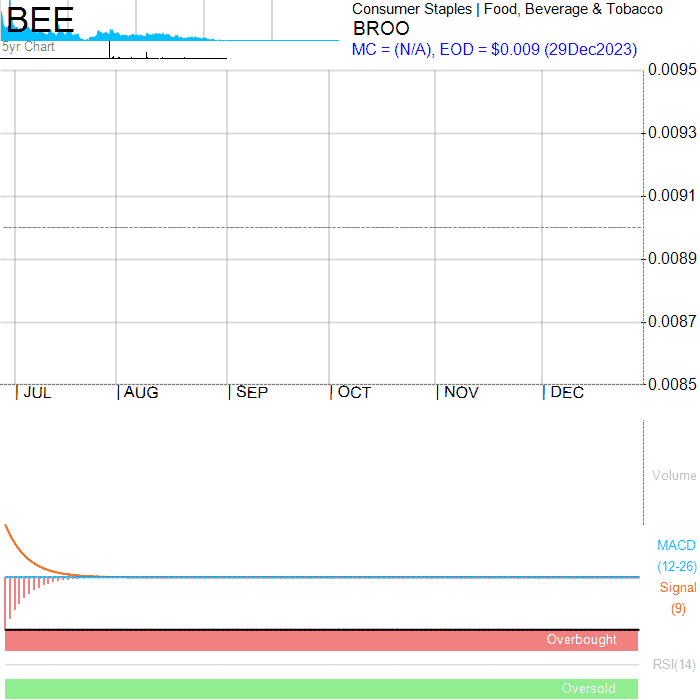 BEE
5yr Chart
Consumer Staples | Food, Beverage & Tobacco
BROO
MC = (N/A), EOD = $0.009 (29Dec2023)
0.0095
0.0093
0.0091
0.0089
0.0087
0.0085
JUL AUG SEP OCT NOV DEC
Volume
MACD
(12-26)
Signal
(9)
Overbought
RSI(14)
Oversold